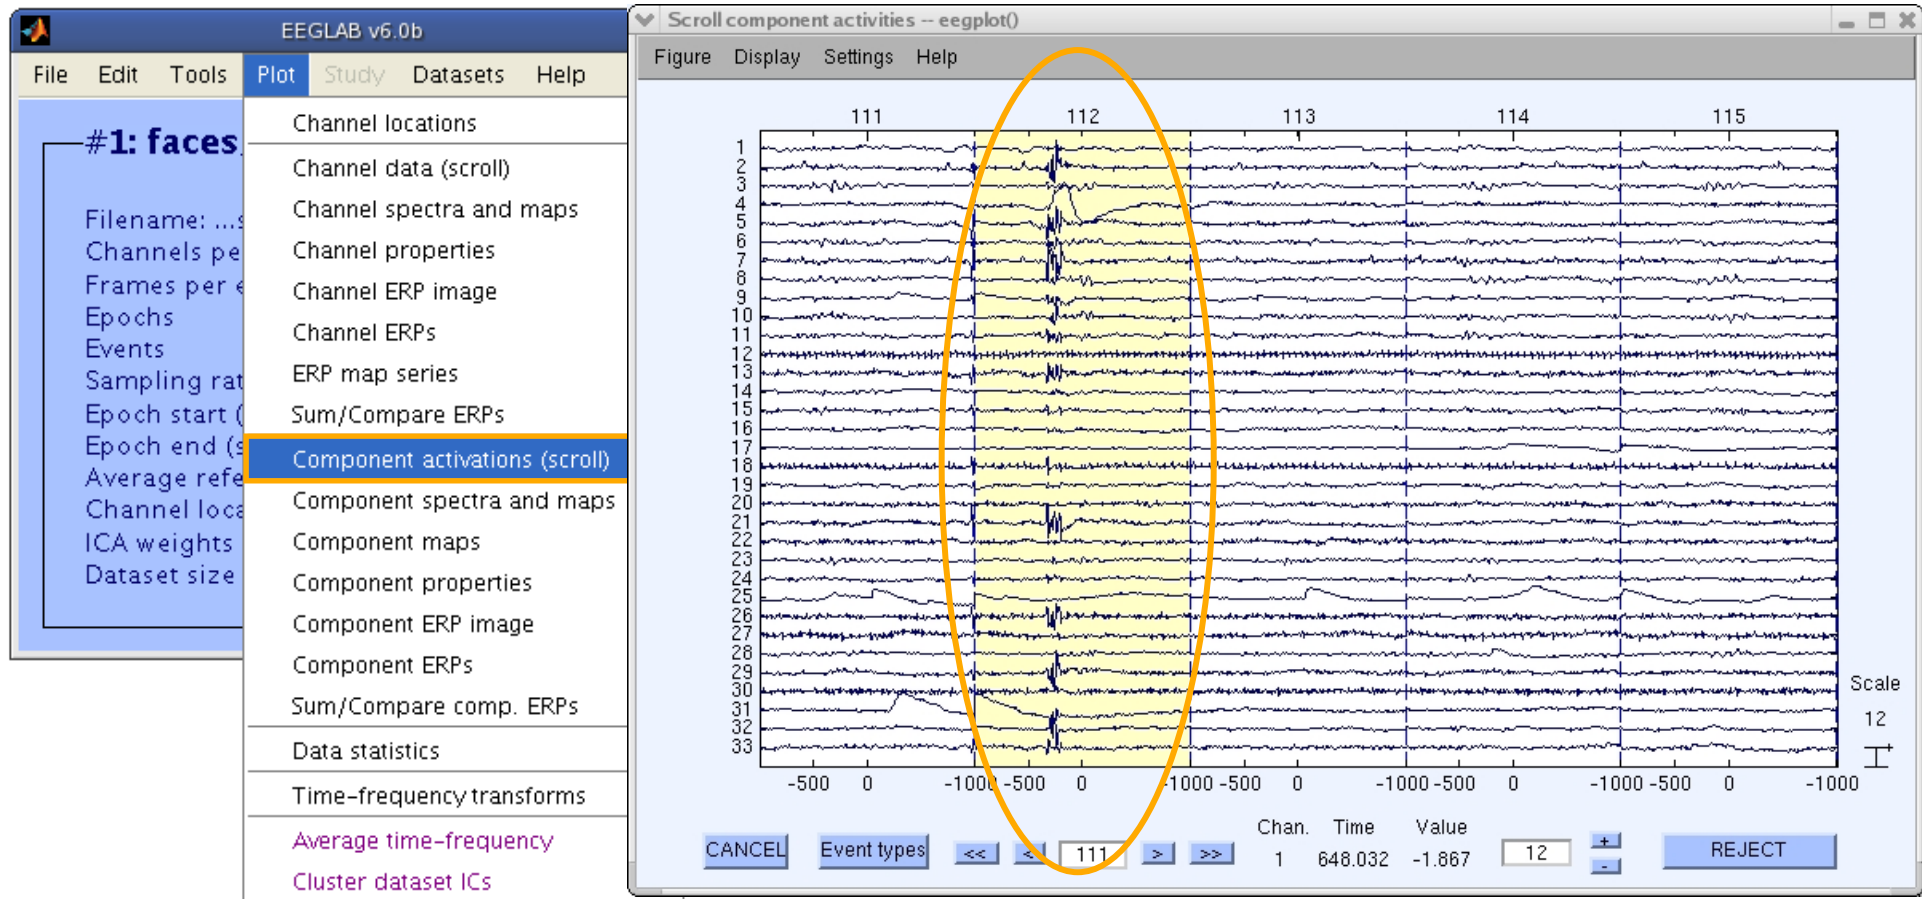 EEGLAB v6.0b
File Edit Tools Plot Study Datasets Help
#1: faces
Filename: ...s
Channels pe
Frames per e
Epochs
Events
Sampling rat
Epoch start (
Epoch end (s
Average refe
Channel loca
ICA weights
Dataset size
Channel locations
Channel data (scroll)
Channel spectra and maps
Channel properties
Channel ERP image
Channel ERPs
ERP map series
Sum/Compare ERPs
Component activations (scroll)
Component spectra and maps
Component maps
Component properties
Component ERP image
Component ERPs
Sum/Compare comp. ERPs
Data statistics
Time-frequency transforms
Average time-frequency
Cluster dataset ICs
Scroll component activities -- eegplot()
Figure Display Settings Help
111 112 113 114 115
1
2
3
4
5
6
7
8
9
10
11
12
13
14
15
16
17
18
19
20
21
22
23
24
25
26
27
28
29
30
31
32
33
-500 0 -1000 -500 0 -1000 -500 0 -1000 -500 0 -1000 -500 0 -1000
Scale
12
+
Chan. Time Value
CANCEL Event types << < 111 > >> 1 648.032 -1.867 12 + - REJECT